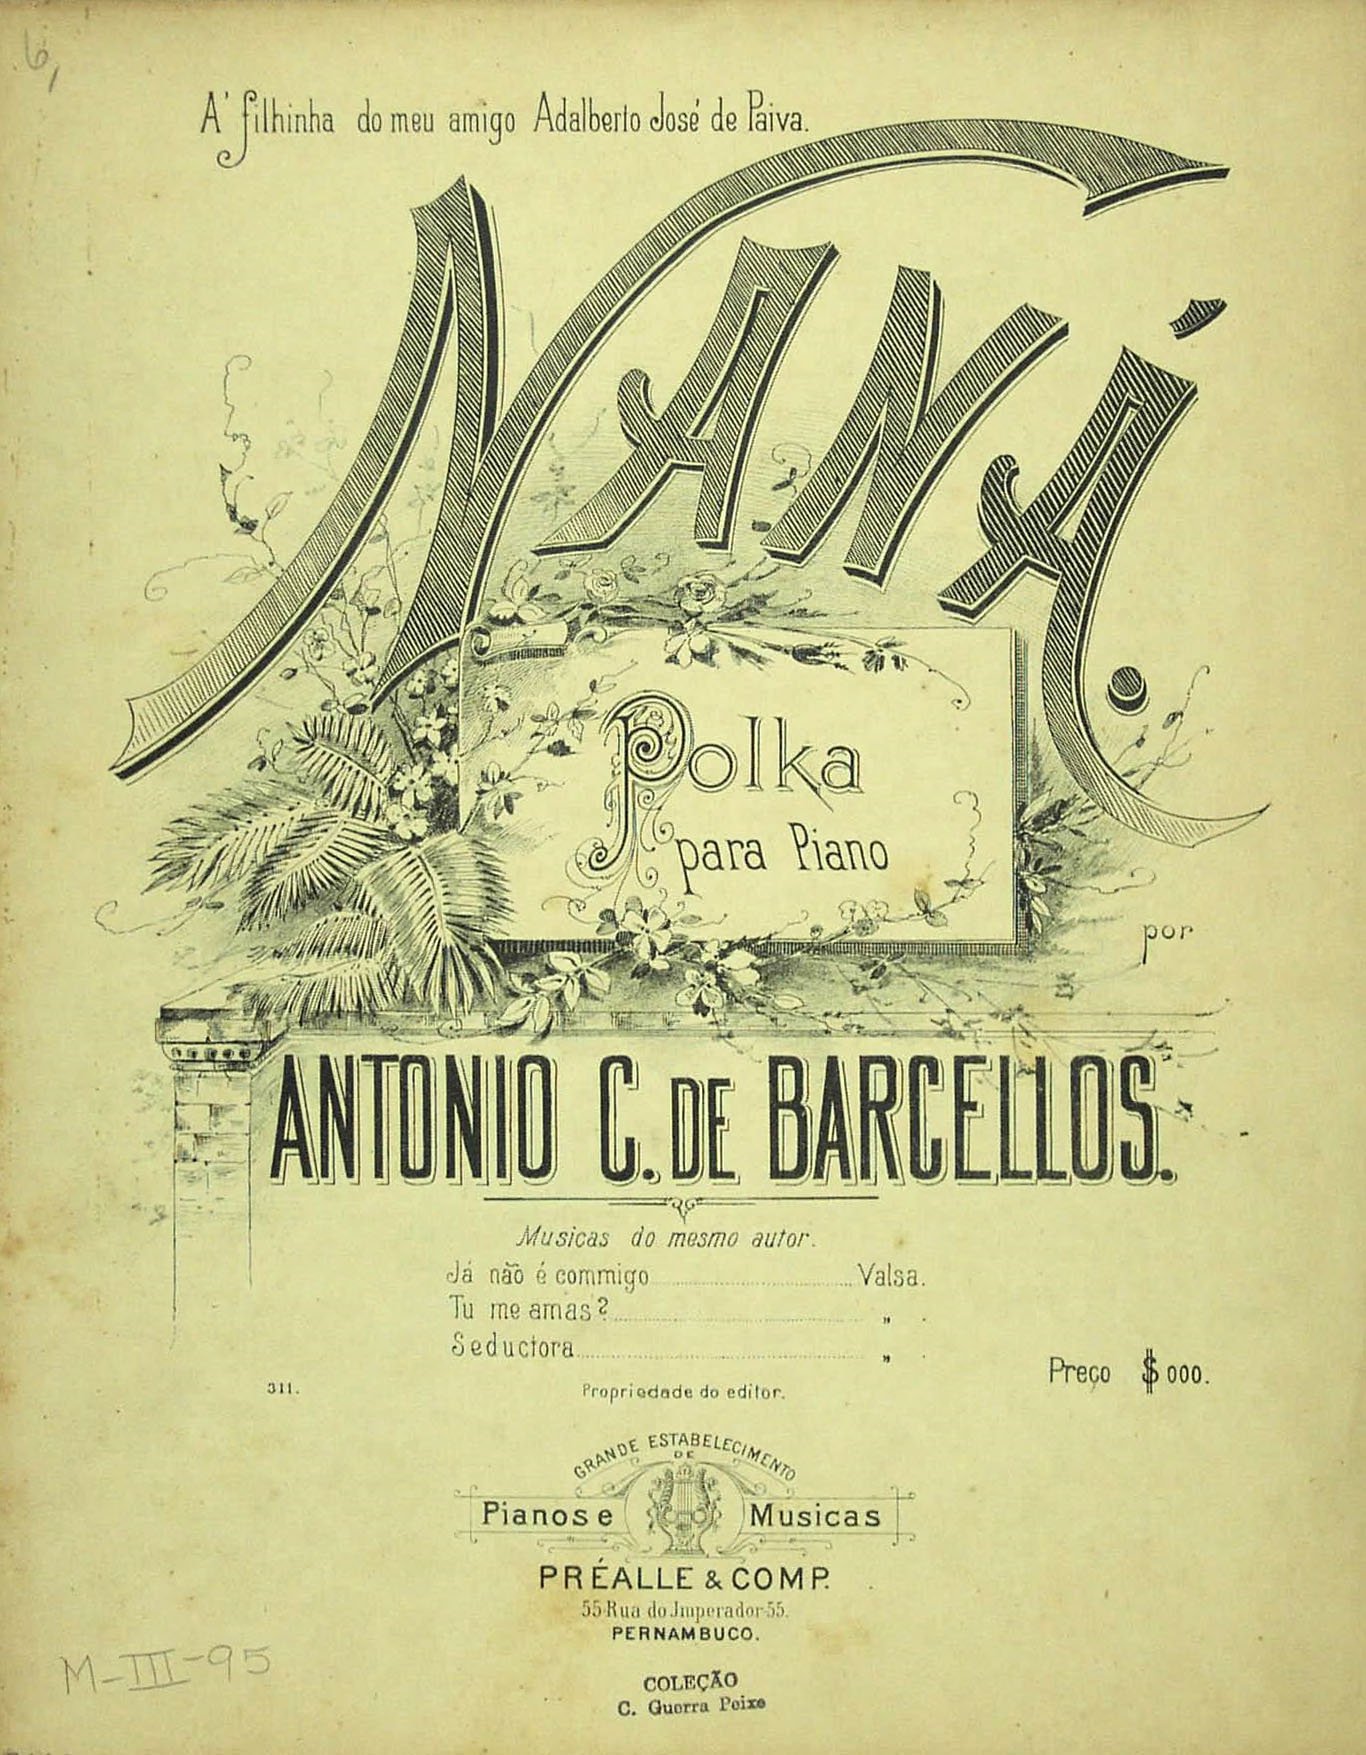 6,
A' filhinha do meu amigo Adalberto José de Paiva.
NANÁ.
Polka
para Piano
por
ANTONIO C. DE BARCELLOS.
Musicas do mesmo autor.
Já não é commigo Valsa.
Tu me amas? „ .
Seductora „ .
Preço $ 000.
311.
Propriedade do editor.
GRANDE ESTABELECIMENTO
DE
Pianos e Musicas
PRÉALLE & COMP.
55-Rua do Imperador-55.
PERNAMBUCO.
M-III-95
COLEÇÃO
C. Guerra Peixe